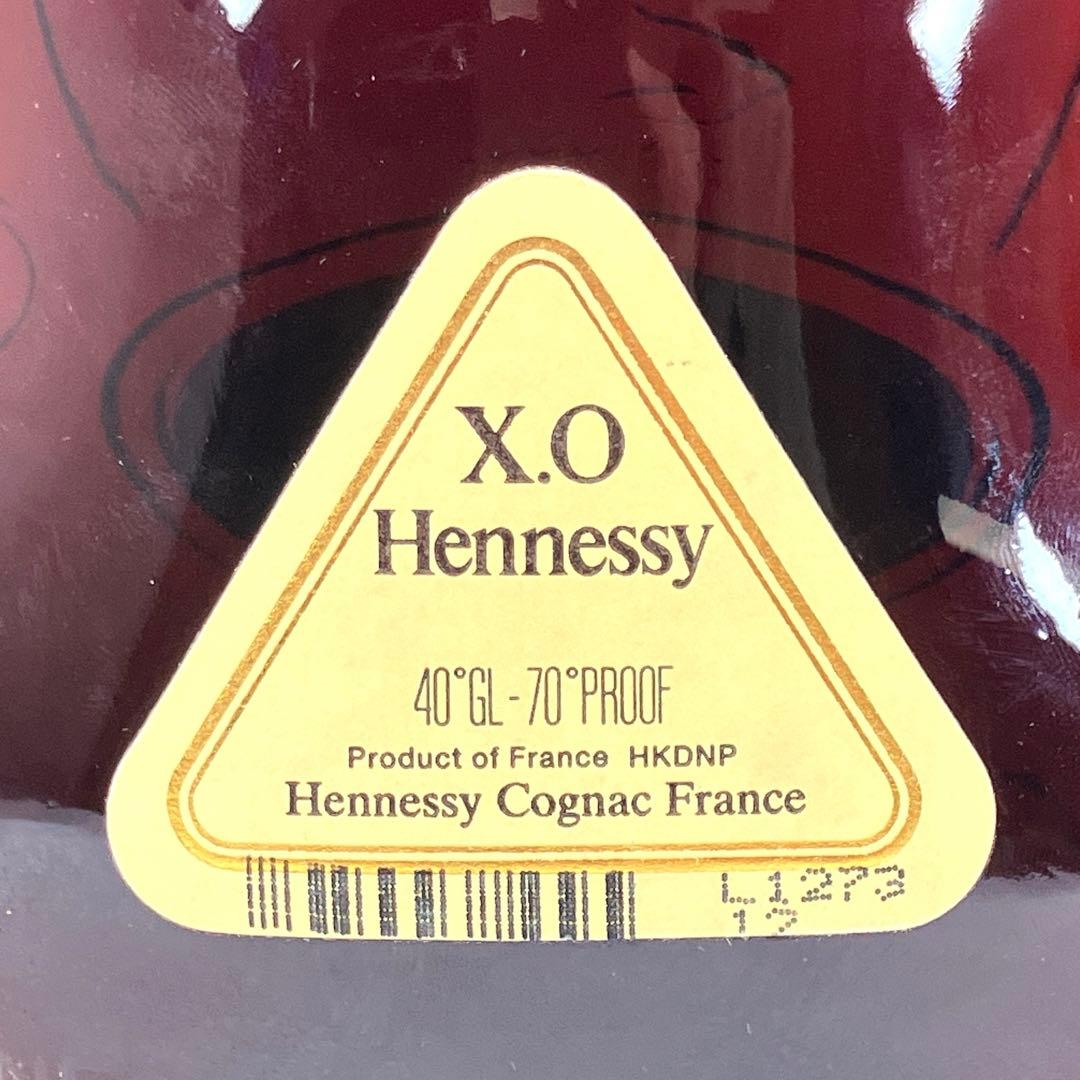 X.O
Hennessy
40°GL - 70°PROOF
Product of France HKDNP
Hennessy Cognac France
L1273